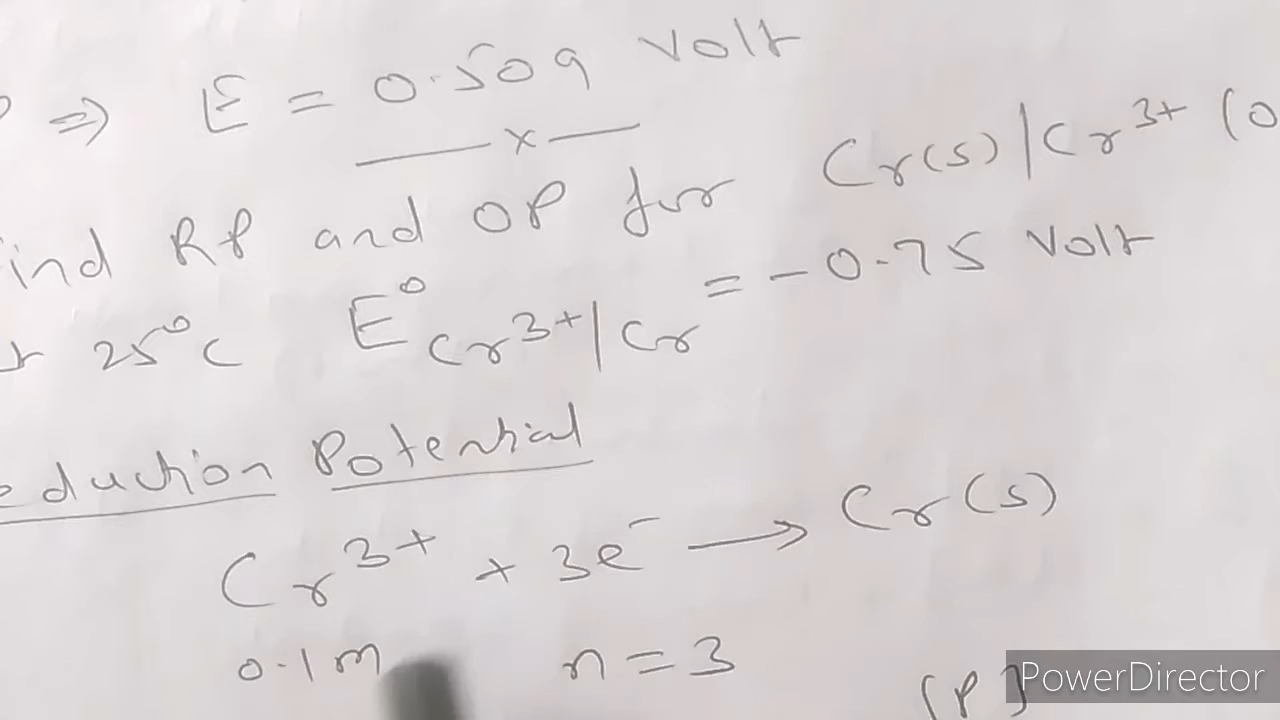 ⇒ E = 0.509 Volt
—x—
ind RP and OP for Cr(s)|Cr³⁺ (0
25°C E°Cr³⁺|Cr = -0.75 Volt
eduction Potential
Cr³⁺ + 3e⁻ → Cr(s)
0.1m n=3
[P]
PowerDirector